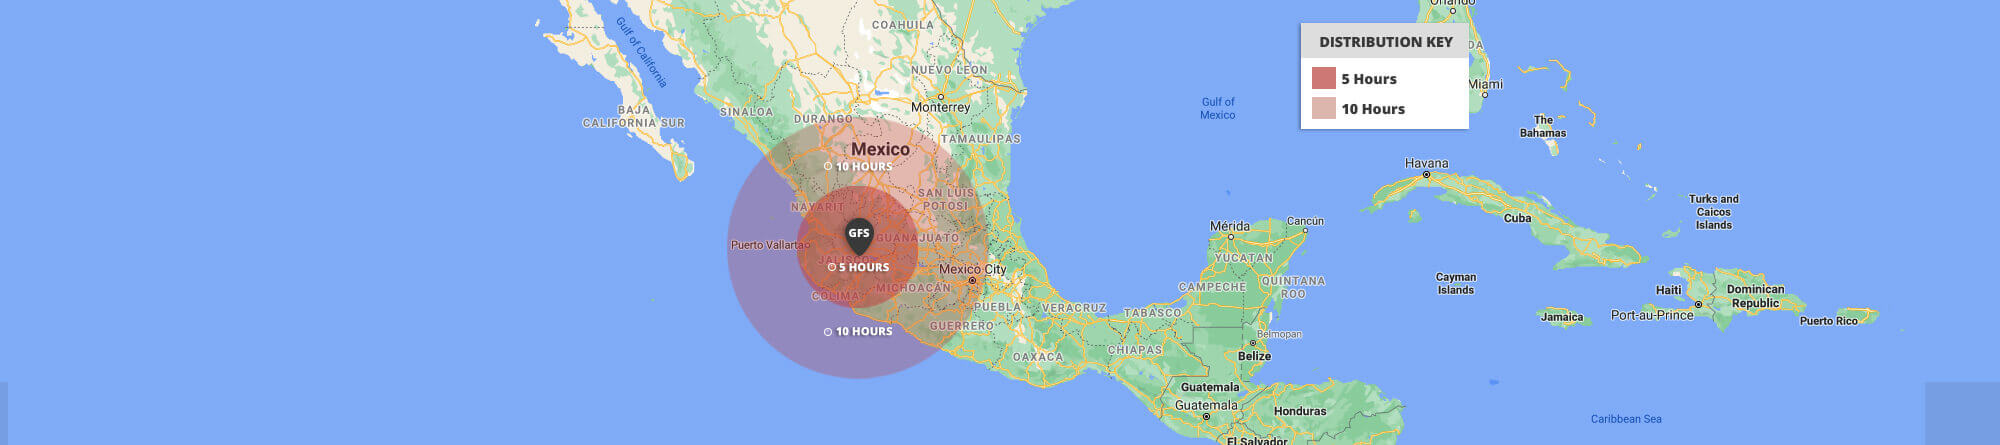 Orlando
COAHUILA
Gulf of California
DISTRIBUTION KEY
DA
NUEVO LEON
5 Hours
Miami
10 Hours
Monterrey
Gulf of
Mexico
BAJA
CALIFORNIA SUR
SINALOA
DURANGO
The
Bahamas
TAMAULIPAS
Mexico
10 HOURS
Havana
SAN LUIS
POTOSI
NAYARIT
Turks and
Caicos
Islands
Cuba
GFS
GUANAJUATO
Puerto Vallarta
Mérida
Cancún
JALISCO
5 HOURS
Mexico City
YUCATAN
Cayman
Islands
QUINTANA
ROO
CAMPECHE
MICHOACÁN
COLIMA
Haiti
Dominican
Republic
PUEBLA
VERACRUZ
TABASCO
Jamaica
Port-au-Prince
Puerto Rico
10 HOURS
GUERRERO
Belmopan
OAXACA
CHIAPAS
Belize
Guatemala
Guatemala
Honduras
Caribbean Sea
El Salvador